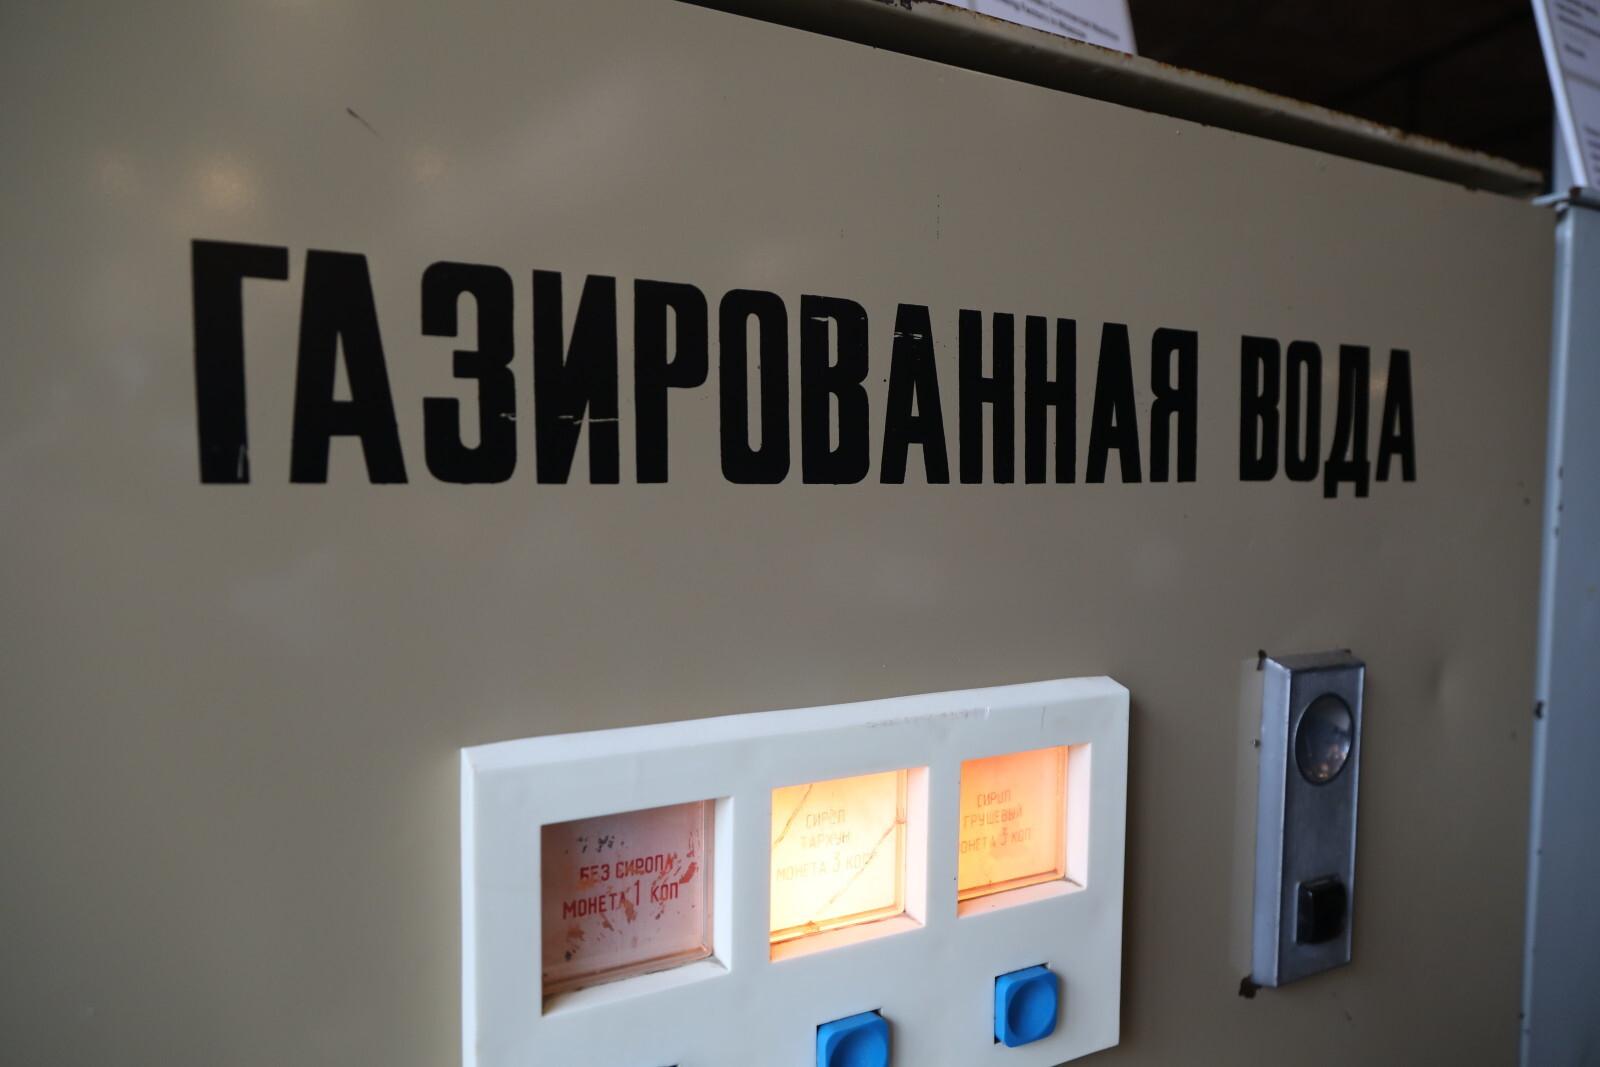 ГАЗИРОВАННАЯ ВОДА
БЕЗ СИРОПА
МОНЕТА 1 КОП
СИРОП
ТАРХУН
МОНЕТА 3 КОП
СИРОП
ГРУШЕВЫЙ
МОНЕТА 3 КОП